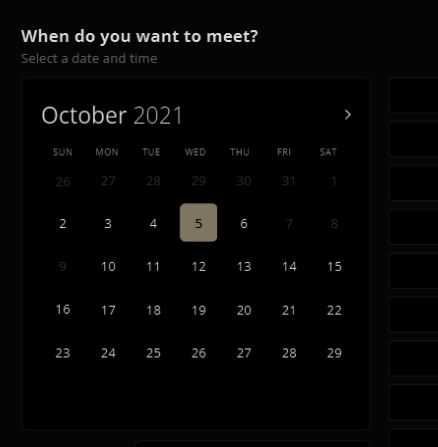 When do you want to meet?
Select a date and time
October 2021
SUN MON TUE WED THU FRI SAT
26 27 28 29 30 31 1
2 3 4 5 6 7 8
9 10 11 12 13 14 15
16 17 18 19 20 21 22
23 24 25 26 27 28 29